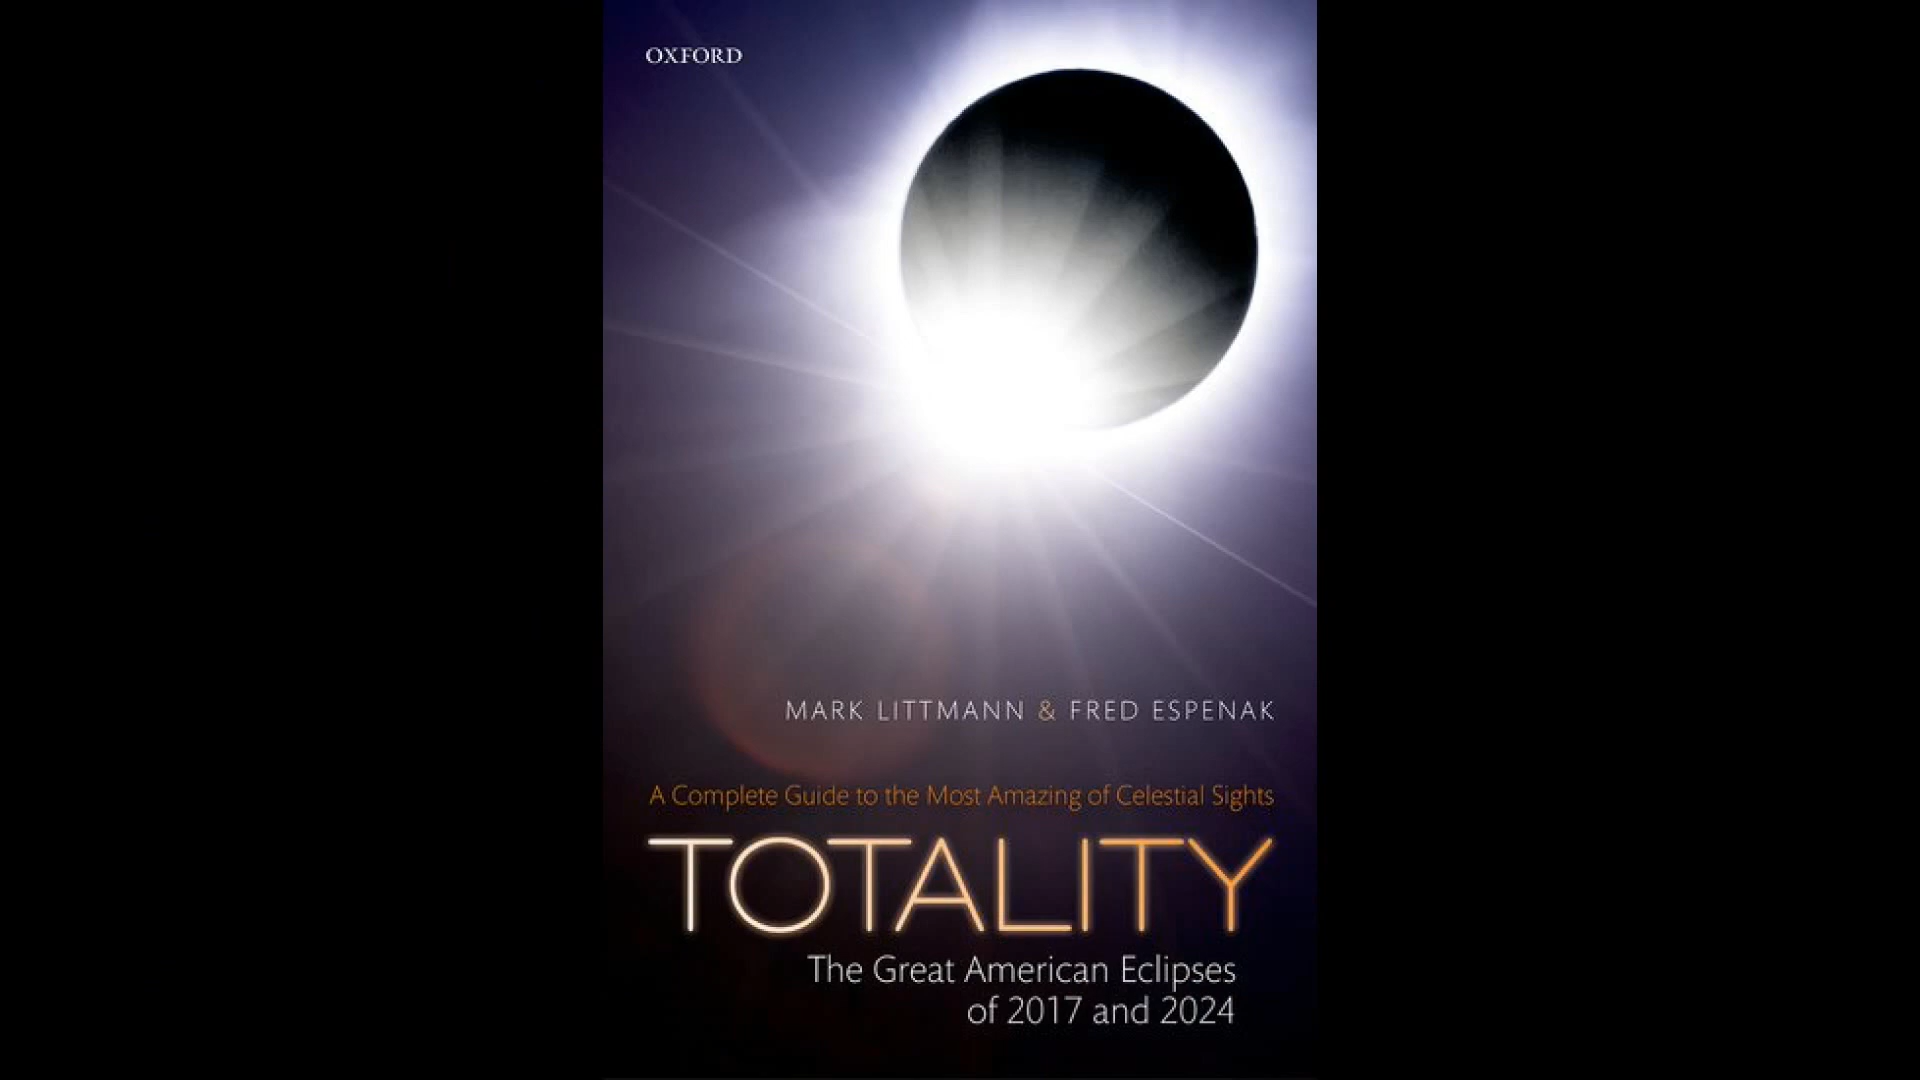 OXFORD
MARK LITTMANN & FRED ESPENAK
A Complete Guide to the Most Amazing of Celestial Sights
TOTALITY
The Great American Eclipses
of 2017 and 2024